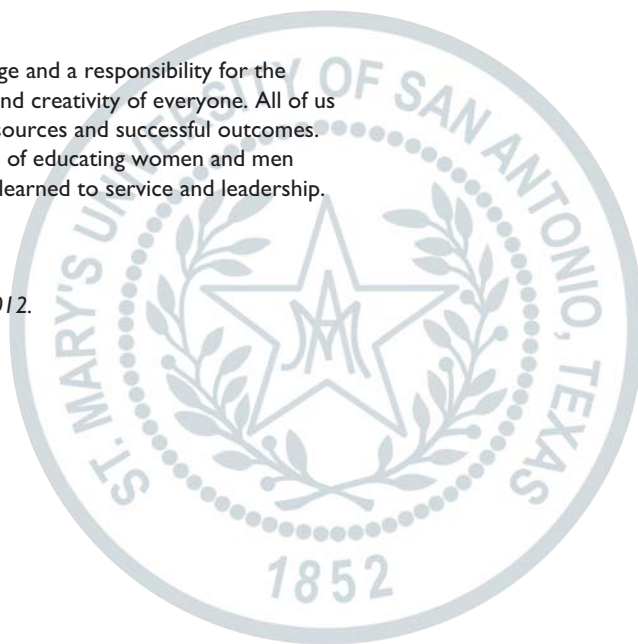 ge and a responsibility for the
nd creativity of everyone. All of us
sources and successful outcomes.
of educating women and men
learned to service and leadership.
012.
ST. MARY'S UNIVERSITY OF SAN ANTONIO, TEXAS
1852